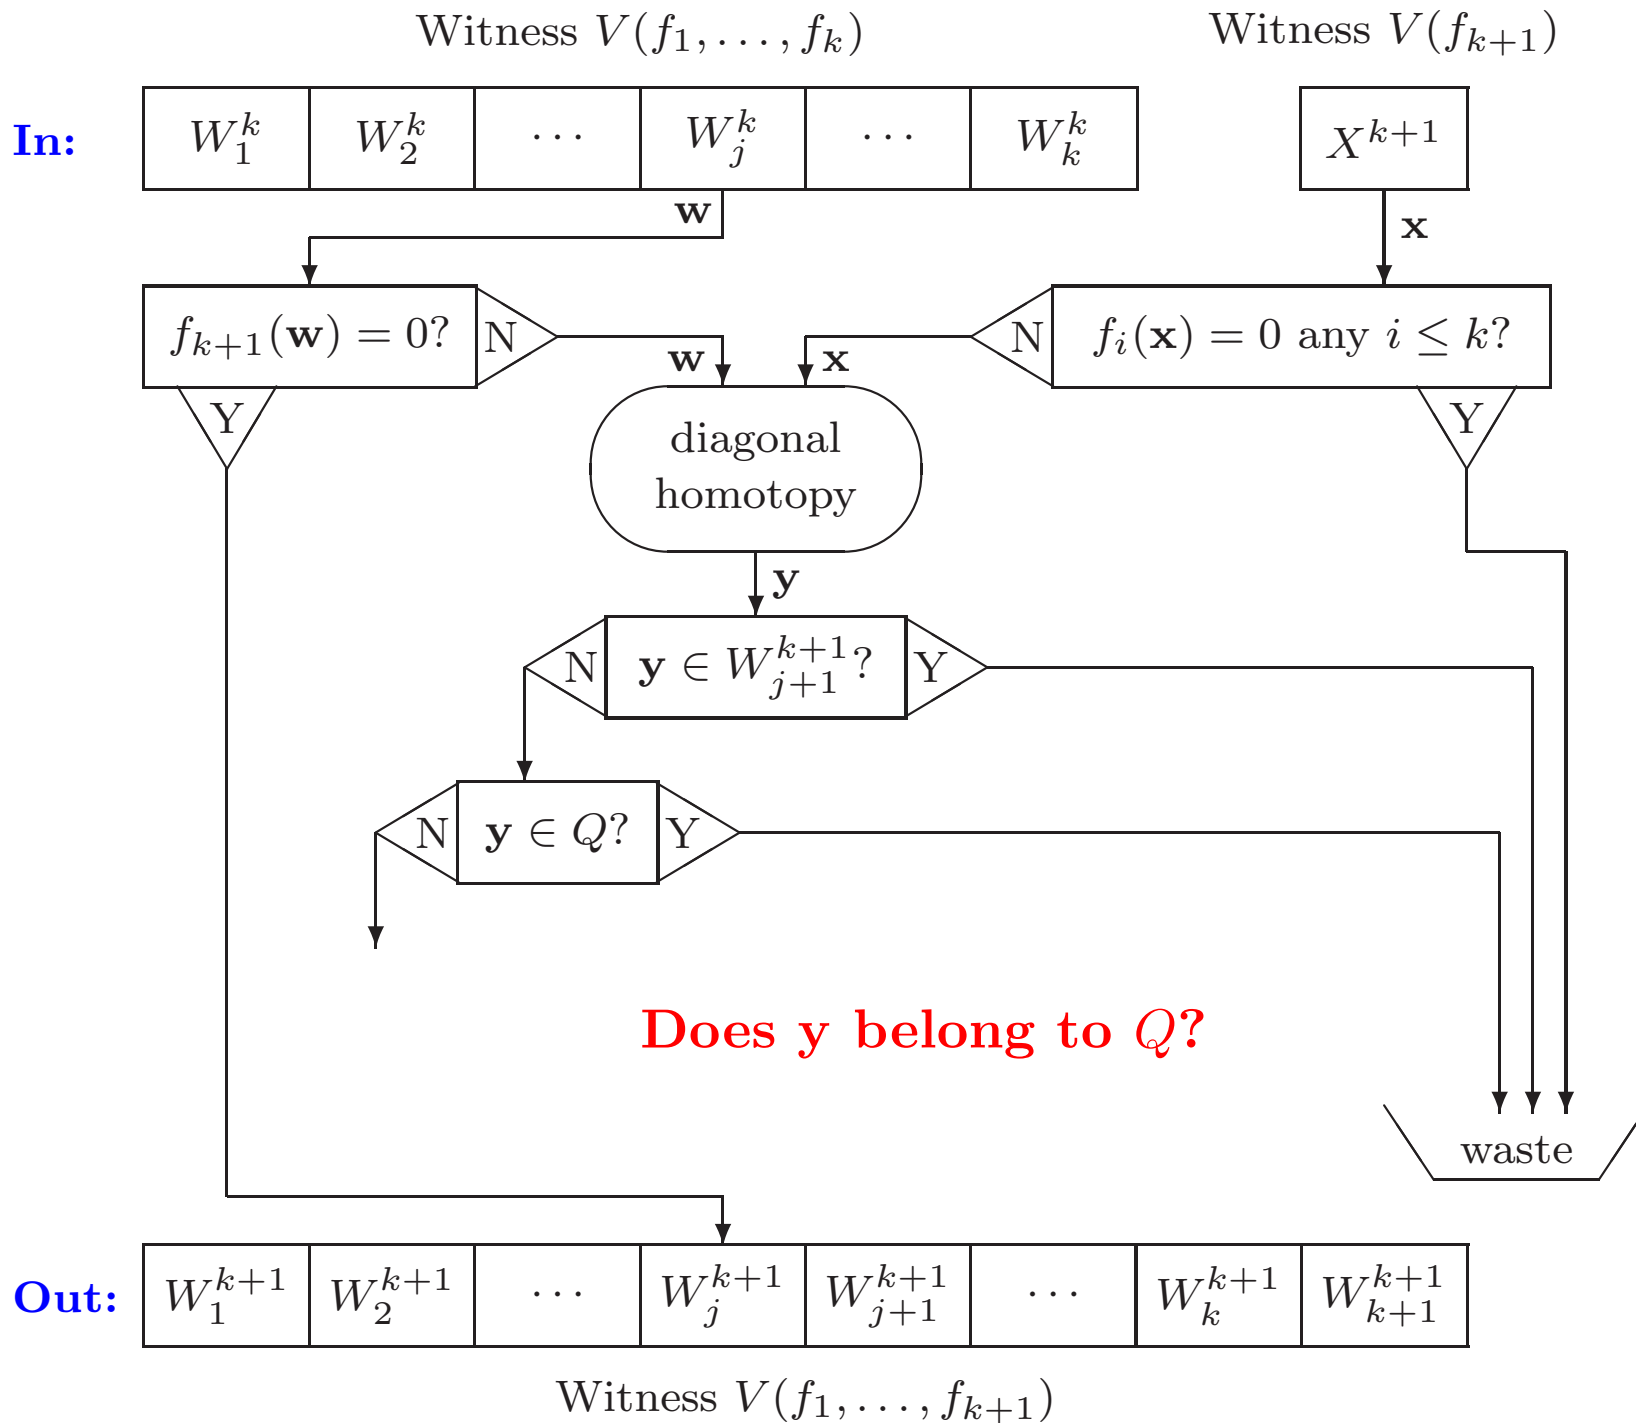 Witness V(f_1, . . . , f_k) Witness V(f_{k+1})
In: W_1^k W_2^k · · · W_j^k · · · W_k^k X^{k+1}
w
x
f_{k+1}(w) = 0? N N f_i(x) = 0 any i ≤ k?
w x
Y Y
diagonal
homotopy
y
N y ∈ W_{j+1}^{k+1}? Y
N y ∈ Q? Y
Does y belong to Q?
waste
Out: W_1^{k+1} W_2^{k+1} · · · W_j^{k+1} W_{j+1}^{k+1} · · · W_k^{k+1} W_{k+1}^{k+1}
Witness V(f_1, . . . , f_{k+1})